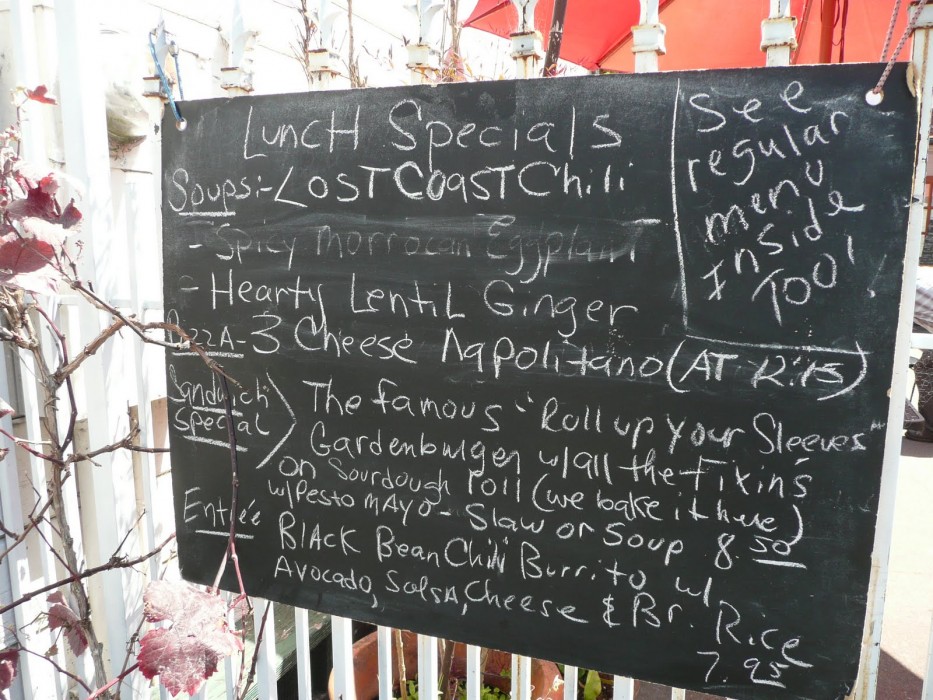 Lunch Specials
Soups:- Lost Coast Chili
- Spicy Morrocan Eggplant
- Hearty Lentil Ginger
Pizza - 3 Cheese Napolitano (AT 12:15)
Sandwich
Special
The famous "Roll up your Sleeves"
Gardenburger w/all the Fixin's
on Sourdough roll (we bake it here)
w/Pesto mayo - Slaw or Soup 8.50
Entrée Black Bean Chili Burrito w/
Avocado, Salsa, Cheese & Br. Rice
7.95
See
regular
menu
Inside
Too!